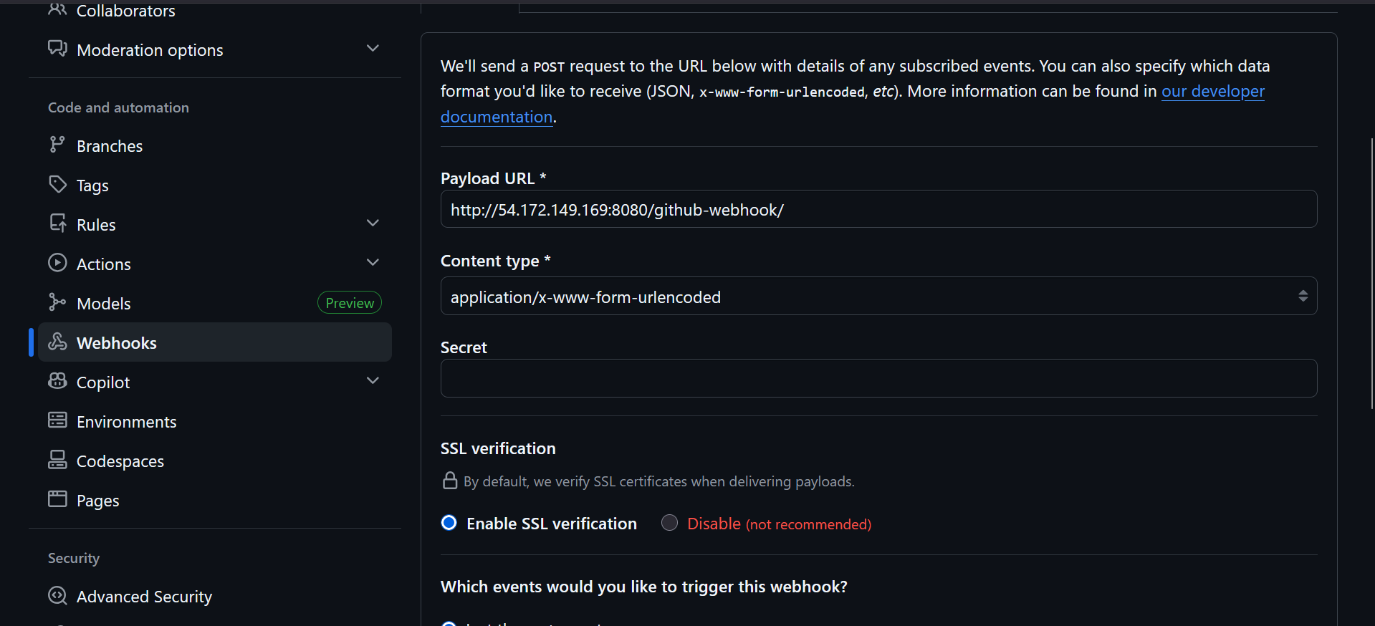 Collaborators
Moderation options
Code and automation
Branches
Tags
Rules
Actions
Models Preview
Webhooks
Copilot
Environments
Codespaces
Pages
Security
Advanced Security
We'll send a POST request to the URL below with details of any subscribed events. You can also specify which data
format you'd like to receive (JSON, x-www-form-urlencoded, etc). More information can be found in our developer
documentation.
Payload URL *
http://54.172.149.169:8080/github-webhook/
Content type *
application/x-www-form-urlencoded
Secret
SSL verification
By default, we verify SSL certificates when delivering payloads.
Enable SSL verification Disable (not recommended)
Which events would you like to trigger this webhook?